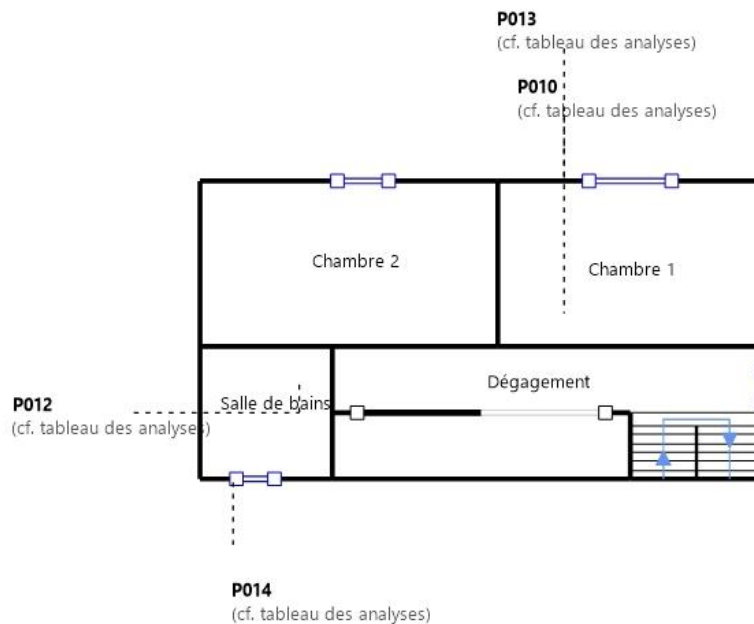 P013
(cf. tableau des analyses)
P010
(cf. tableau des analyses)
Chambre 2
Chambre 1
Dégagement
Salle de bains
P012
(cf. tableau des analyses)
P014
(cf. tableau des analyses)